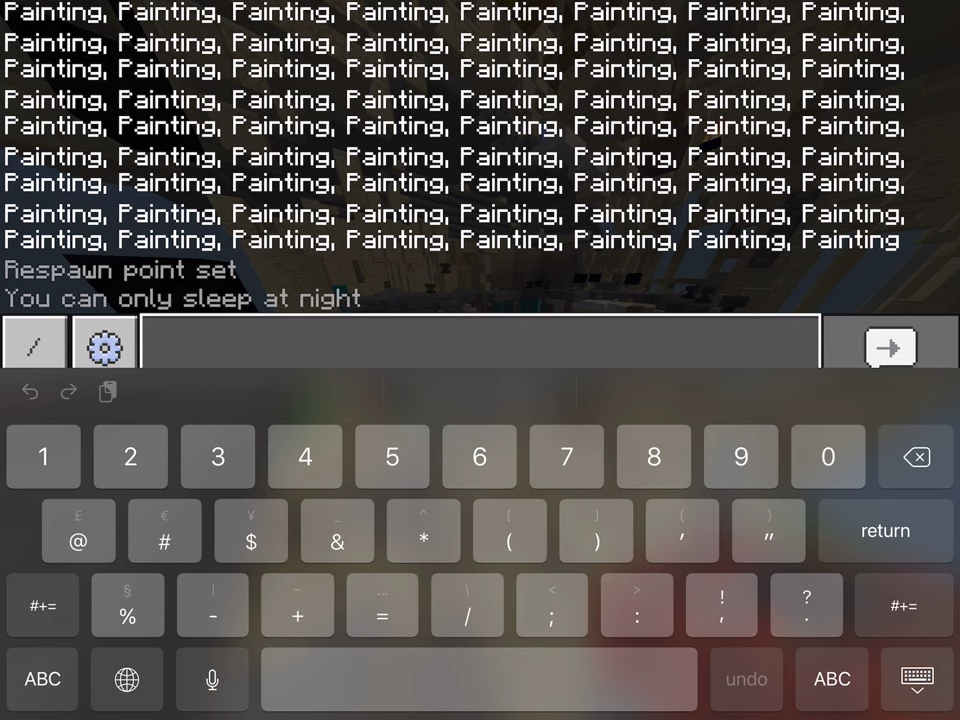 Painting, Painting, Painting, Painting, Painting, Painting, Painting, Painting,
Painting, Painting, Painting, Painting, Painting, Painting, Painting, Painting,
Painting, Painting, Painting, Painting, Painting, Painting, Painting, Painting,
Painting, Painting, Painting, Painting, Painting, Painting, Painting, Painting,
Painting, Painting, Painting, Painting, Painting, Painting, Painting, Painting,
Painting, Painting, Painting, Painting, Painting, Painting, Painting, Painting,
Painting, Painting, Painting, Painting, Painting, Painting, Painting, Painting,
Painting, Painting, Painting, Painting, Painting, Painting, Painting, Painting,
Painting, Painting, Painting, Painting, Painting, Painting, Painting, Painting
Respawn point set
You can only sleep at night
/
1 2 3 4 5 6 7 8 9 0
£ € ¥ _ ^ [ ] { }
@ # $ & * ( ) ' " return
§ | ~ … \ < > ! ?
#+= % - + = / ; : , . #+=
ABC undo ABC